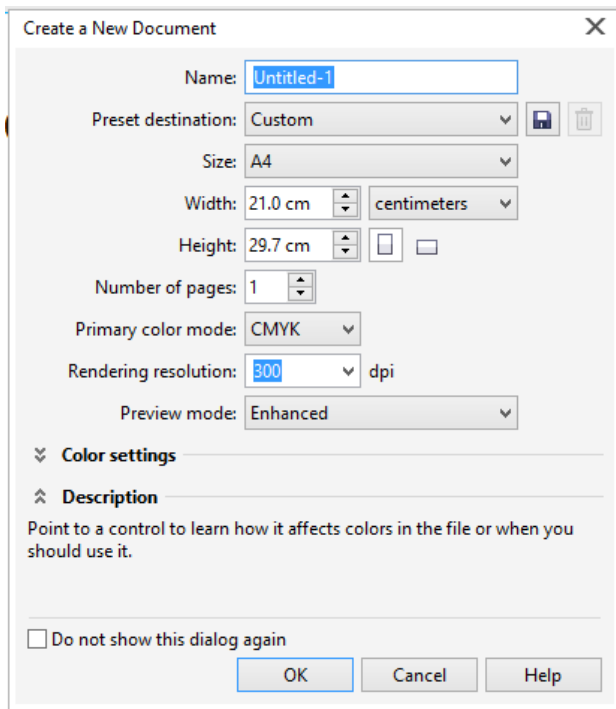 Create a New Document
Name: Untitled-1
Preset destination: Custom
Size: A4
Width: 21.0 cm centimeters
Height: 29.7 cm
Number of pages: 1
Primary color mode: CMYK
Rendering resolution: 300 dpi
Preview mode: Enhanced
Color settings
Description
Point to a control to learn how it affects colors in the file or when you
should use it.
Do not show this dialog again
OK Cancel Help